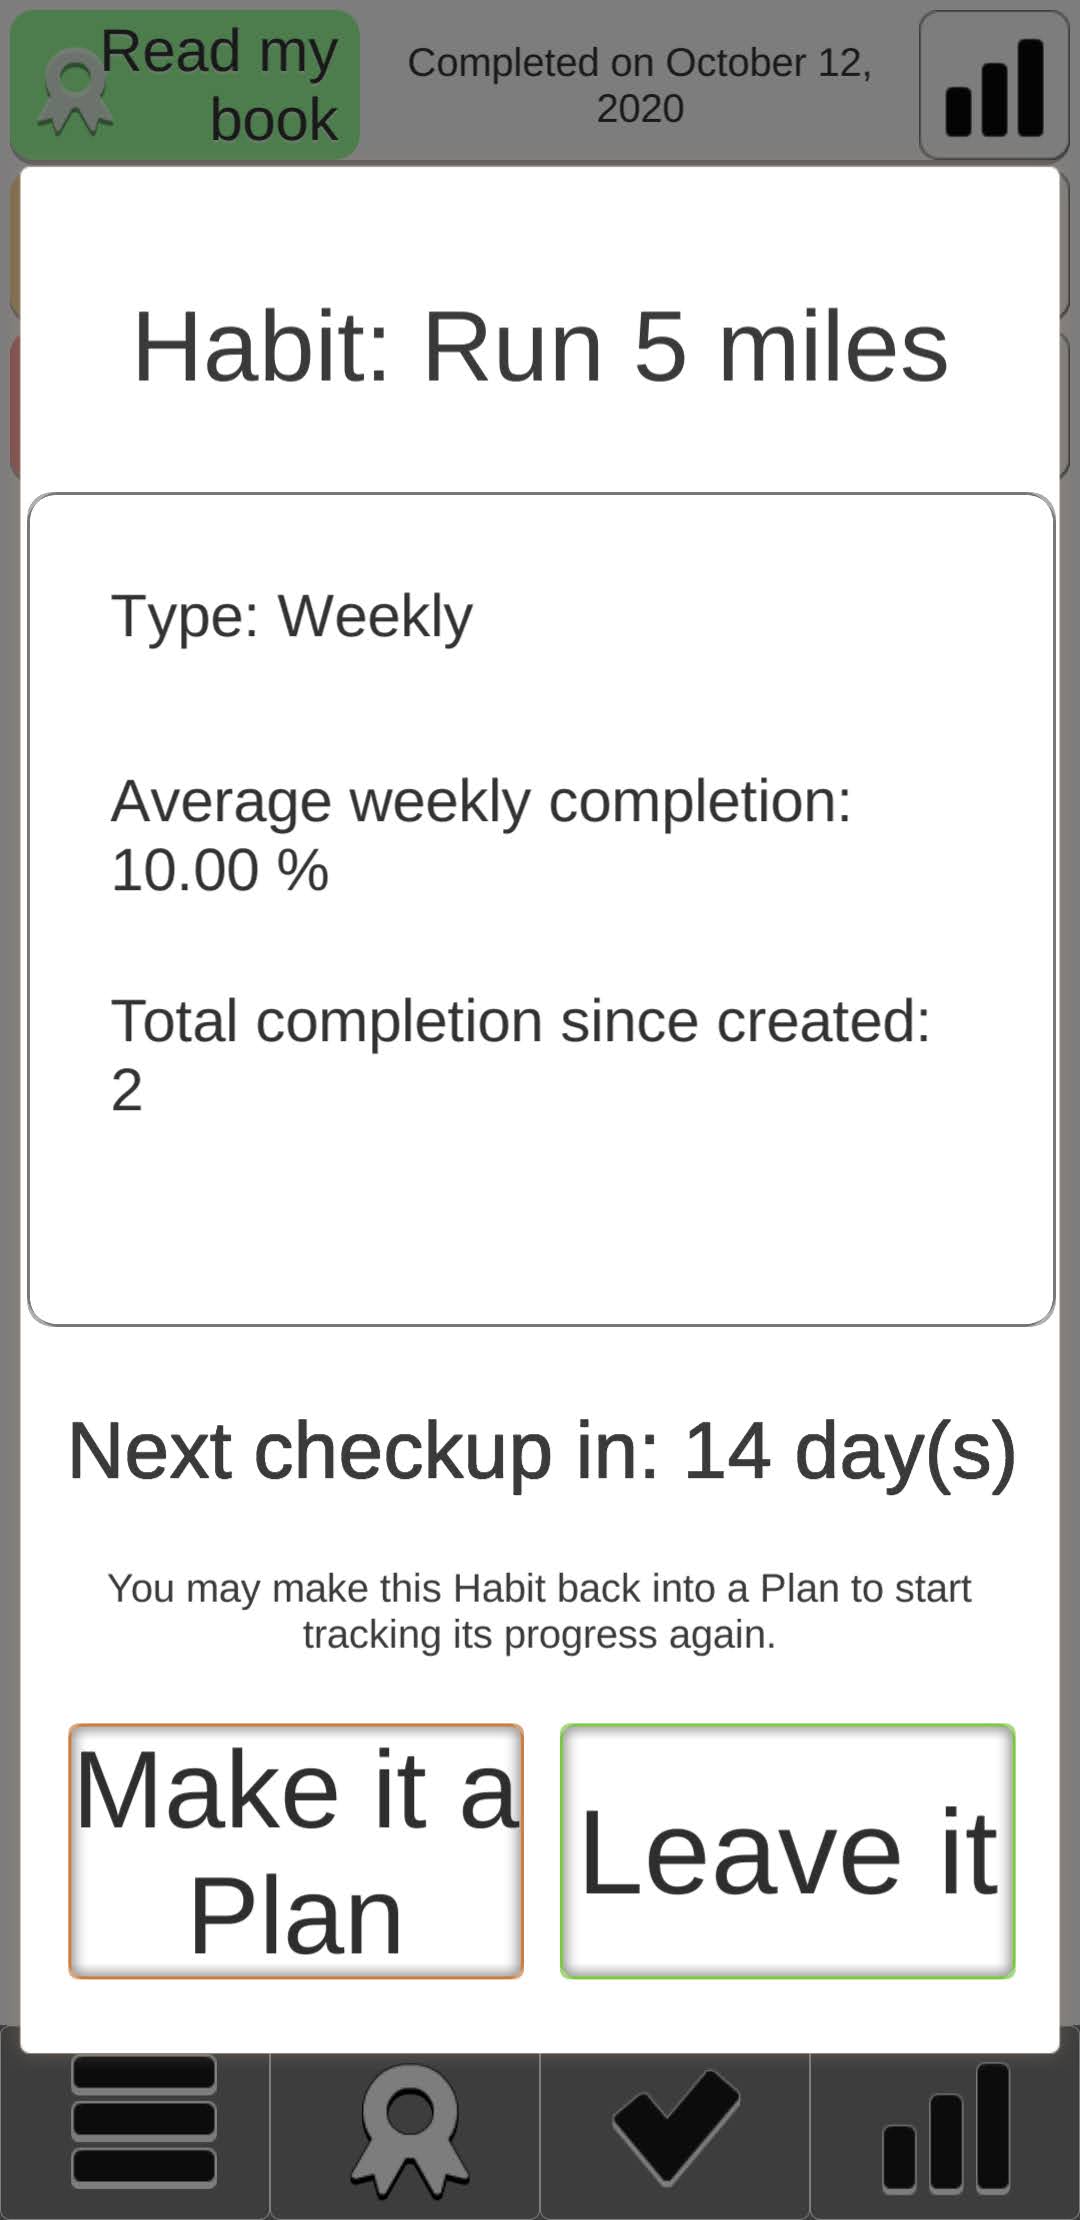 Read my
book
Completed on October 12,
2020
Habit: Run 5 miles
Type: Weekly
Average weekly completion:
10.00 %
Total completion since created:
2
Next checkup in: 14 day(s)
You may make this Habit back into a Plan to start
tracking its progress again.
Make it a
Plan
Leave it